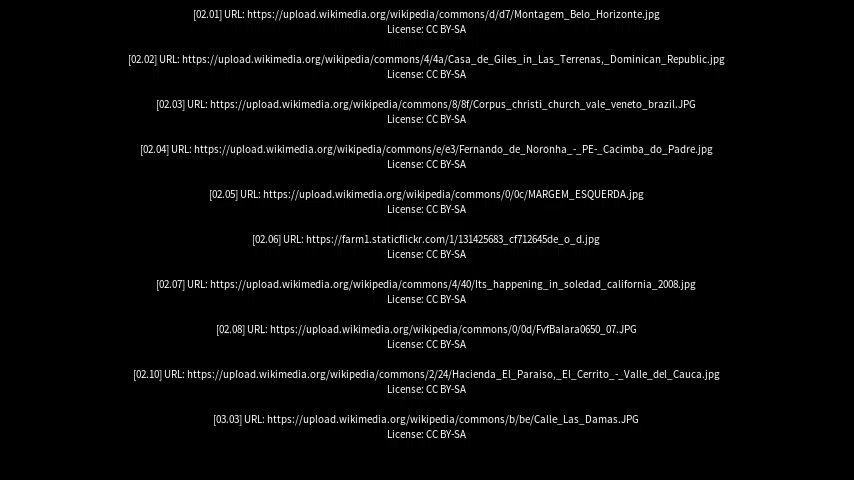 [02.01] URL: https://upload.wikimedia.org/wikipedia/commons/d/d7/Montagem_Belo_Horizonte.jpg
License: CC BY-SA
[02.02] URL: https://upload.wikimedia.org/wikipedia/commons/4/4a/Casa_de_Giles_in_Las_Terrenas,_Dominican_Republic.jpg
License: CC BY-SA
[02.03] URL: https://upload.wikimedia.org/wikipedia/commons/8/8f/Corpus_christi_church_vale_veneto_brazil.JPG
License: CC BY-SA
[02.04] URL: https://upload.wikimedia.org/wikipedia/commons/e/e3/Fernando_de_Noronha_-_PE-_Cacimba_do_Padre.jpg
License: CC BY-SA
[02.05] URL: https://upload.wikimedia.org/wikipedia/commons/0/0c/MARGEM_ESQUERDA.jpg
License: CC BY-SA
[02.06] URL: https://farm1.staticflickr.com/1/131425683_cf712645de_o_d.jpg
License: CC BY-SA
[02.07] URL: https://upload.wikimedia.org/wikipedia/commons/4/40/Its_happening_in_soledad_california_2008.jpg
License: CC BY-SA
[02.08] URL: https://upload.wikimedia.org/wikipedia/commons/0/0d/FvfBalara0650_07.JPG
License: CC BY-SA
[02.10] URL: https://upload.wikimedia.org/wikipedia/commons/2/24/Hacienda_El_Paraiso,_El_Cerrito_-_Valle_del_Cauca.jpg
License: CC BY-SA
[03.03] URL: https://upload.wikimedia.org/wikipedia/commons/b/be/Calle_Las_Damas.JPG
License: CC BY-SA